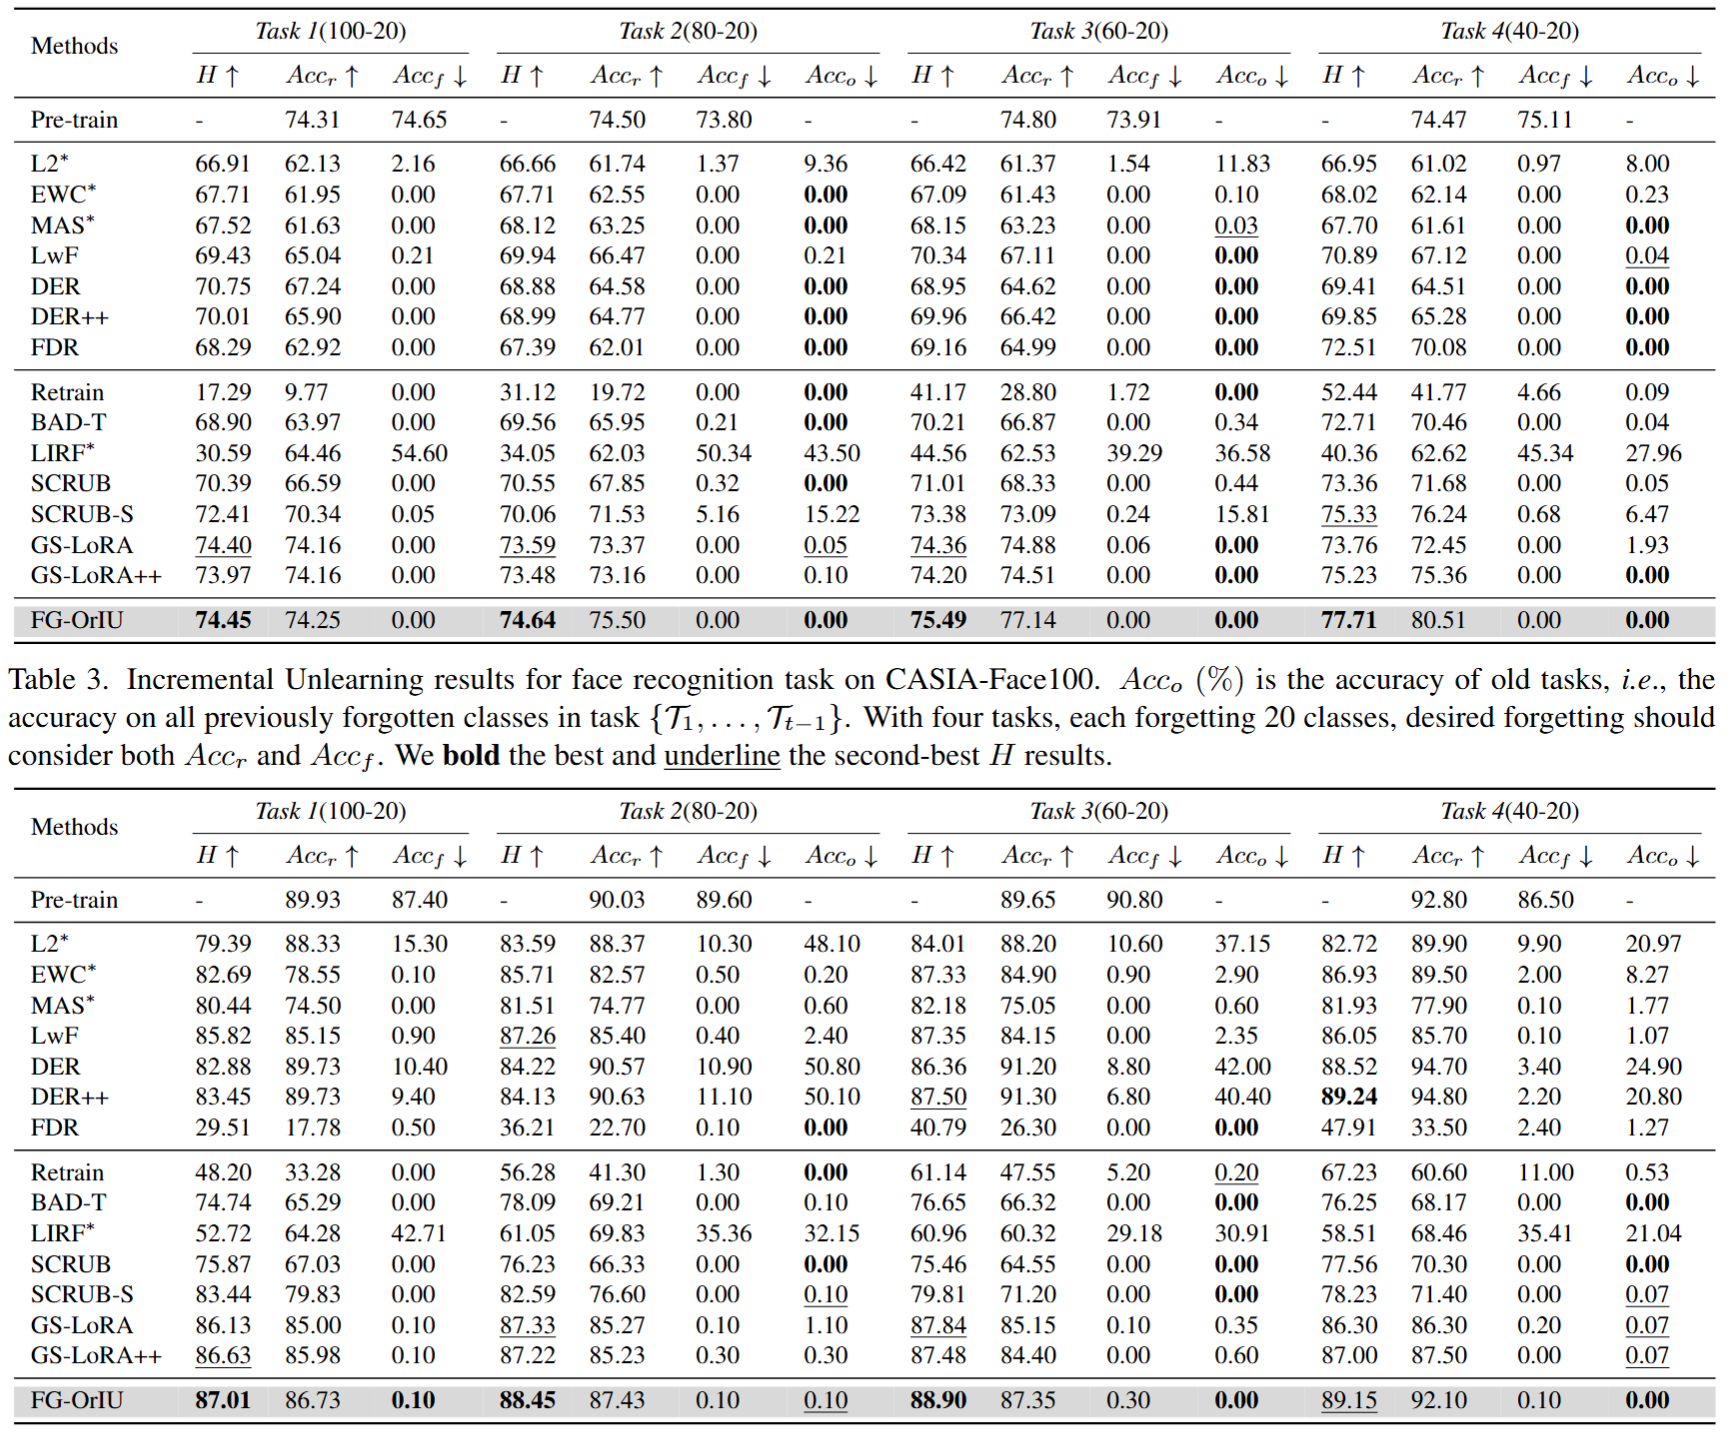 Methods Task 1(100-20) Task 2(80-20) Task 3(60-20) Task 4(40-20)
H ↑ Acc_r ↑ Acc_f ↓ H ↑ Acc_r ↑ Acc_f ↓ Acc_o ↓ H ↑ Acc_r ↑ Acc_f ↓ Acc_o ↓ H ↑ Acc_r ↑ Acc_f ↓ Acc_o ↓
Pre-train - 74.31 74.65 - 74.50 73.80 - - 74.80 73.91 - - 74.47 75.11 -
L2* 66.91 62.13 2.16 66.66 61.74 1.37 9.36 66.42 61.37 1.54 11.83 66.95 61.02 0.97 8.00
EWC* 67.71 61.95 0.00 67.71 62.55 0.00 0.00 67.09 61.43 0.00 0.10 68.02 62.14 0.00 0.23
MAS* 67.52 61.63 0.00 68.12 63.25 0.00 0.00 68.15 63.23 0.00 0.03 67.70 61.61 0.00 0.00
LwF 69.43 65.04 0.21 69.94 66.47 0.00 0.21 70.34 67.11 0.00 0.00 70.89 67.12 0.00 0.04
DER 70.75 67.24 0.00 68.88 64.58 0.00 0.00 68.95 64.62 0.00 0.00 69.41 64.51 0.00 0.00
DER++ 70.01 65.90 0.00 68.99 64.77 0.00 0.00 69.96 66.42 0.00 0.00 69.85 65.28 0.00 0.00
FDR 68.29 62.92 0.00 67.39 62.01 0.00 0.00 69.16 64.99 0.00 0.00 72.51 70.08 0.00 0.00
Retrain 17.29 9.77 0.00 31.12 19.72 0.00 0.00 41.17 28.80 1.72 0.00 52.44 41.77 4.66 0.09
BAD-T 68.90 63.97 0.00 69.56 65.95 0.21 0.00 70.21 66.87 0.00 0.34 72.71 70.46 0.00 0.04
LIRF* 30.59 64.46 54.60 34.05 62.03 50.34 43.50 44.56 62.53 39.29 36.58 40.36 62.62 45.34 27.96
SCRUB 70.39 66.59 0.00 70.55 67.85 0.32 0.00 71.01 68.33 0.00 0.44 73.36 71.68 0.00 0.05
SCRUB-S 72.41 70.34 0.05 70.06 71.53 5.16 15.22 73.38 73.09 0.24 15.81 75.33 76.24 0.68 6.47
GS-LoRA 74.40 74.16 0.00 73.59 73.37 0.00 0.05 74.36 74.88 0.06 0.00 73.76 72.45 0.00 1.93
GS-LoRA++ 73.97 74.16 0.00 73.48 73.16 0.00 0.10 74.20 74.51 0.00 0.00 75.23 75.36 0.00 0.00
FG-OrIU 74.45 74.25 0.00 74.64 75.50 0.00 0.00 75.49 77.14 0.00 0.00 77.71 80.51 0.00 0.00
Table 3. Incremental Unlearning results for face recognition task on CASIA-Face100. Acc_o (%) is the accuracy of old tasks, i.e., the
accuracy on all previously forgotten classes in task {T_1, . . . , T_{t−1}}. With four tasks, each forgetting 20 classes, desired forgetting should
consider both Acc_r and Acc_f. We bold the best and underline the second-best H results.
Methods Task 1(100-20) Task 2(80-20) Task 3(60-20) Task 4(40-20)
H ↑ Acc_r ↑ Acc_f ↓ H ↑ Acc_r ↑ Acc_f ↓ Acc_o ↓ H ↑ Acc_r ↑ Acc_f ↓ Acc_o ↓ H ↑ Acc_r ↑ Acc_f ↓ Acc_o ↓
Pre-train - 89.93 87.40 - 90.03 89.60 - - 89.65 90.80 - - 92.80 86.50 -
L2* 79.39 88.33 15.30 83.59 88.37 10.30 48.10 84.01 88.20 10.60 37.15 82.72 89.90 9.90 20.97
EWC* 82.69 78.55 0.10 85.71 82.57 0.50 0.20 87.33 84.90 0.90 2.90 86.93 89.50 2.00 8.27
MAS* 80.44 74.50 0.00 81.51 74.77 0.00 0.60 82.18 75.05 0.00 0.60 81.93 77.90 0.10 1.77
LwF 85.82 85.15 0.90 87.26 85.40 0.40 2.40 87.35 84.15 0.00 2.35 86.05 85.70 0.10 1.07
DER 82.88 89.73 10.40 84.22 90.57 10.90 50.80 86.36 91.20 8.80 42.00 88.52 94.70 3.40 24.90
DER++ 83.45 89.73 9.40 84.13 90.63 11.10 50.10 87.50 91.30 6.80 40.40 89.24 94.80 2.20 20.80
FDR 29.51 17.78 0.50 36.21 22.70 0.10 0.00 40.79 26.30 0.00 0.00 47.91 33.50 2.40 1.27
Retrain 48.20 33.28 0.00 56.28 41.30 1.30 0.00 61.14 47.55 5.20 0.20 67.23 60.60 11.00 0.53
BAD-T 74.74 65.29 0.00 78.09 69.21 0.00 0.10 76.65 66.32 0.00 0.00 76.25 68.17 0.00 0.00
LIRF* 52.72 64.28 42.71 61.05 69.83 35.36 32.15 60.96 60.32 29.18 30.91 58.51 68.46 35.41 21.04
SCRUB 75.87 67.03 0.00 76.23 66.33 0.00 0.00 75.46 64.55 0.00 0.00 77.56 70.30 0.00 0.00
SCRUB-S 83.44 79.83 0.00 82.59 76.60 0.00 0.10 79.81 71.20 0.00 0.00 78.23 71.40 0.00 0.07
GS-LoRA 86.13 85.00 0.10 87.33 85.27 0.10 1.10 87.84 85.15 0.10 0.35 86.30 86.30 0.20 0.07
GS-LoRA++ 86.63 85.98 0.10 87.22 85.23 0.30 0.30 87.48 84.40 0.00 0.60 87.00 87.50 0.00 0.07
FG-OrIU 87.01 86.73 0.10 88.45 87.43 0.10 0.10 88.90 87.35 0.30 0.00 89.15 92.10 0.10 0.00